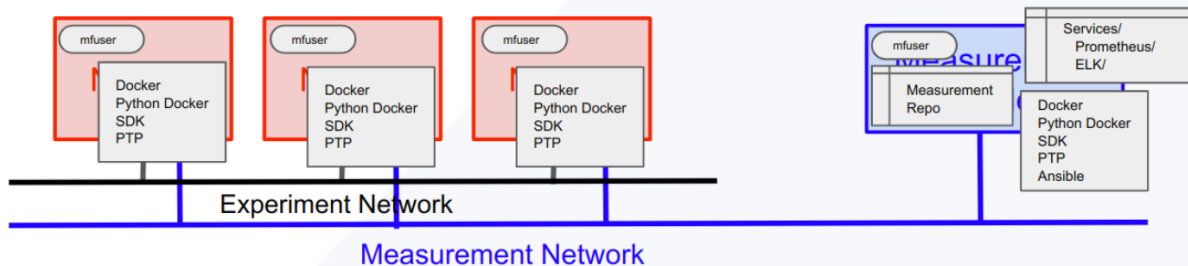 mfuser
Docker
Python Docker
SDK
PTP
mfuser
Docker
Python Docker
SDK
PTP
mfuser
Docker
Python Docker
SDK
PTP
mfuser
Measurement
Repo
Services/
Prometheus/
ELK/
Docker
Python Docker
SDK
PTP
Ansible
Experiment Network
Measurement Network